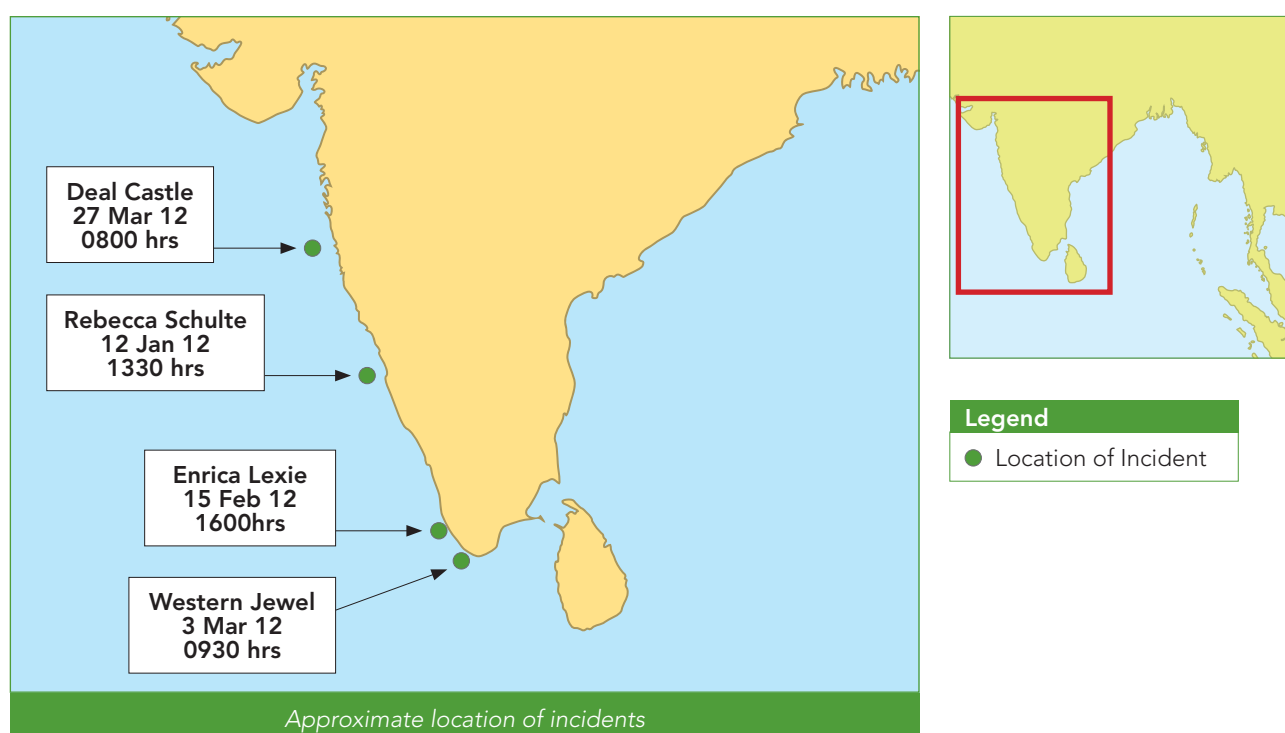 Deal Castle
27 Mar 12
0800 hrs
Rebecca Schulte
12 Jan 12
1330 hrs
Enrica Lexie
15 Feb 12
1600hrs
Western Jewel
3 Mar 12
0930 hrs
Approximate location of incidents
Legend
Location of Incident